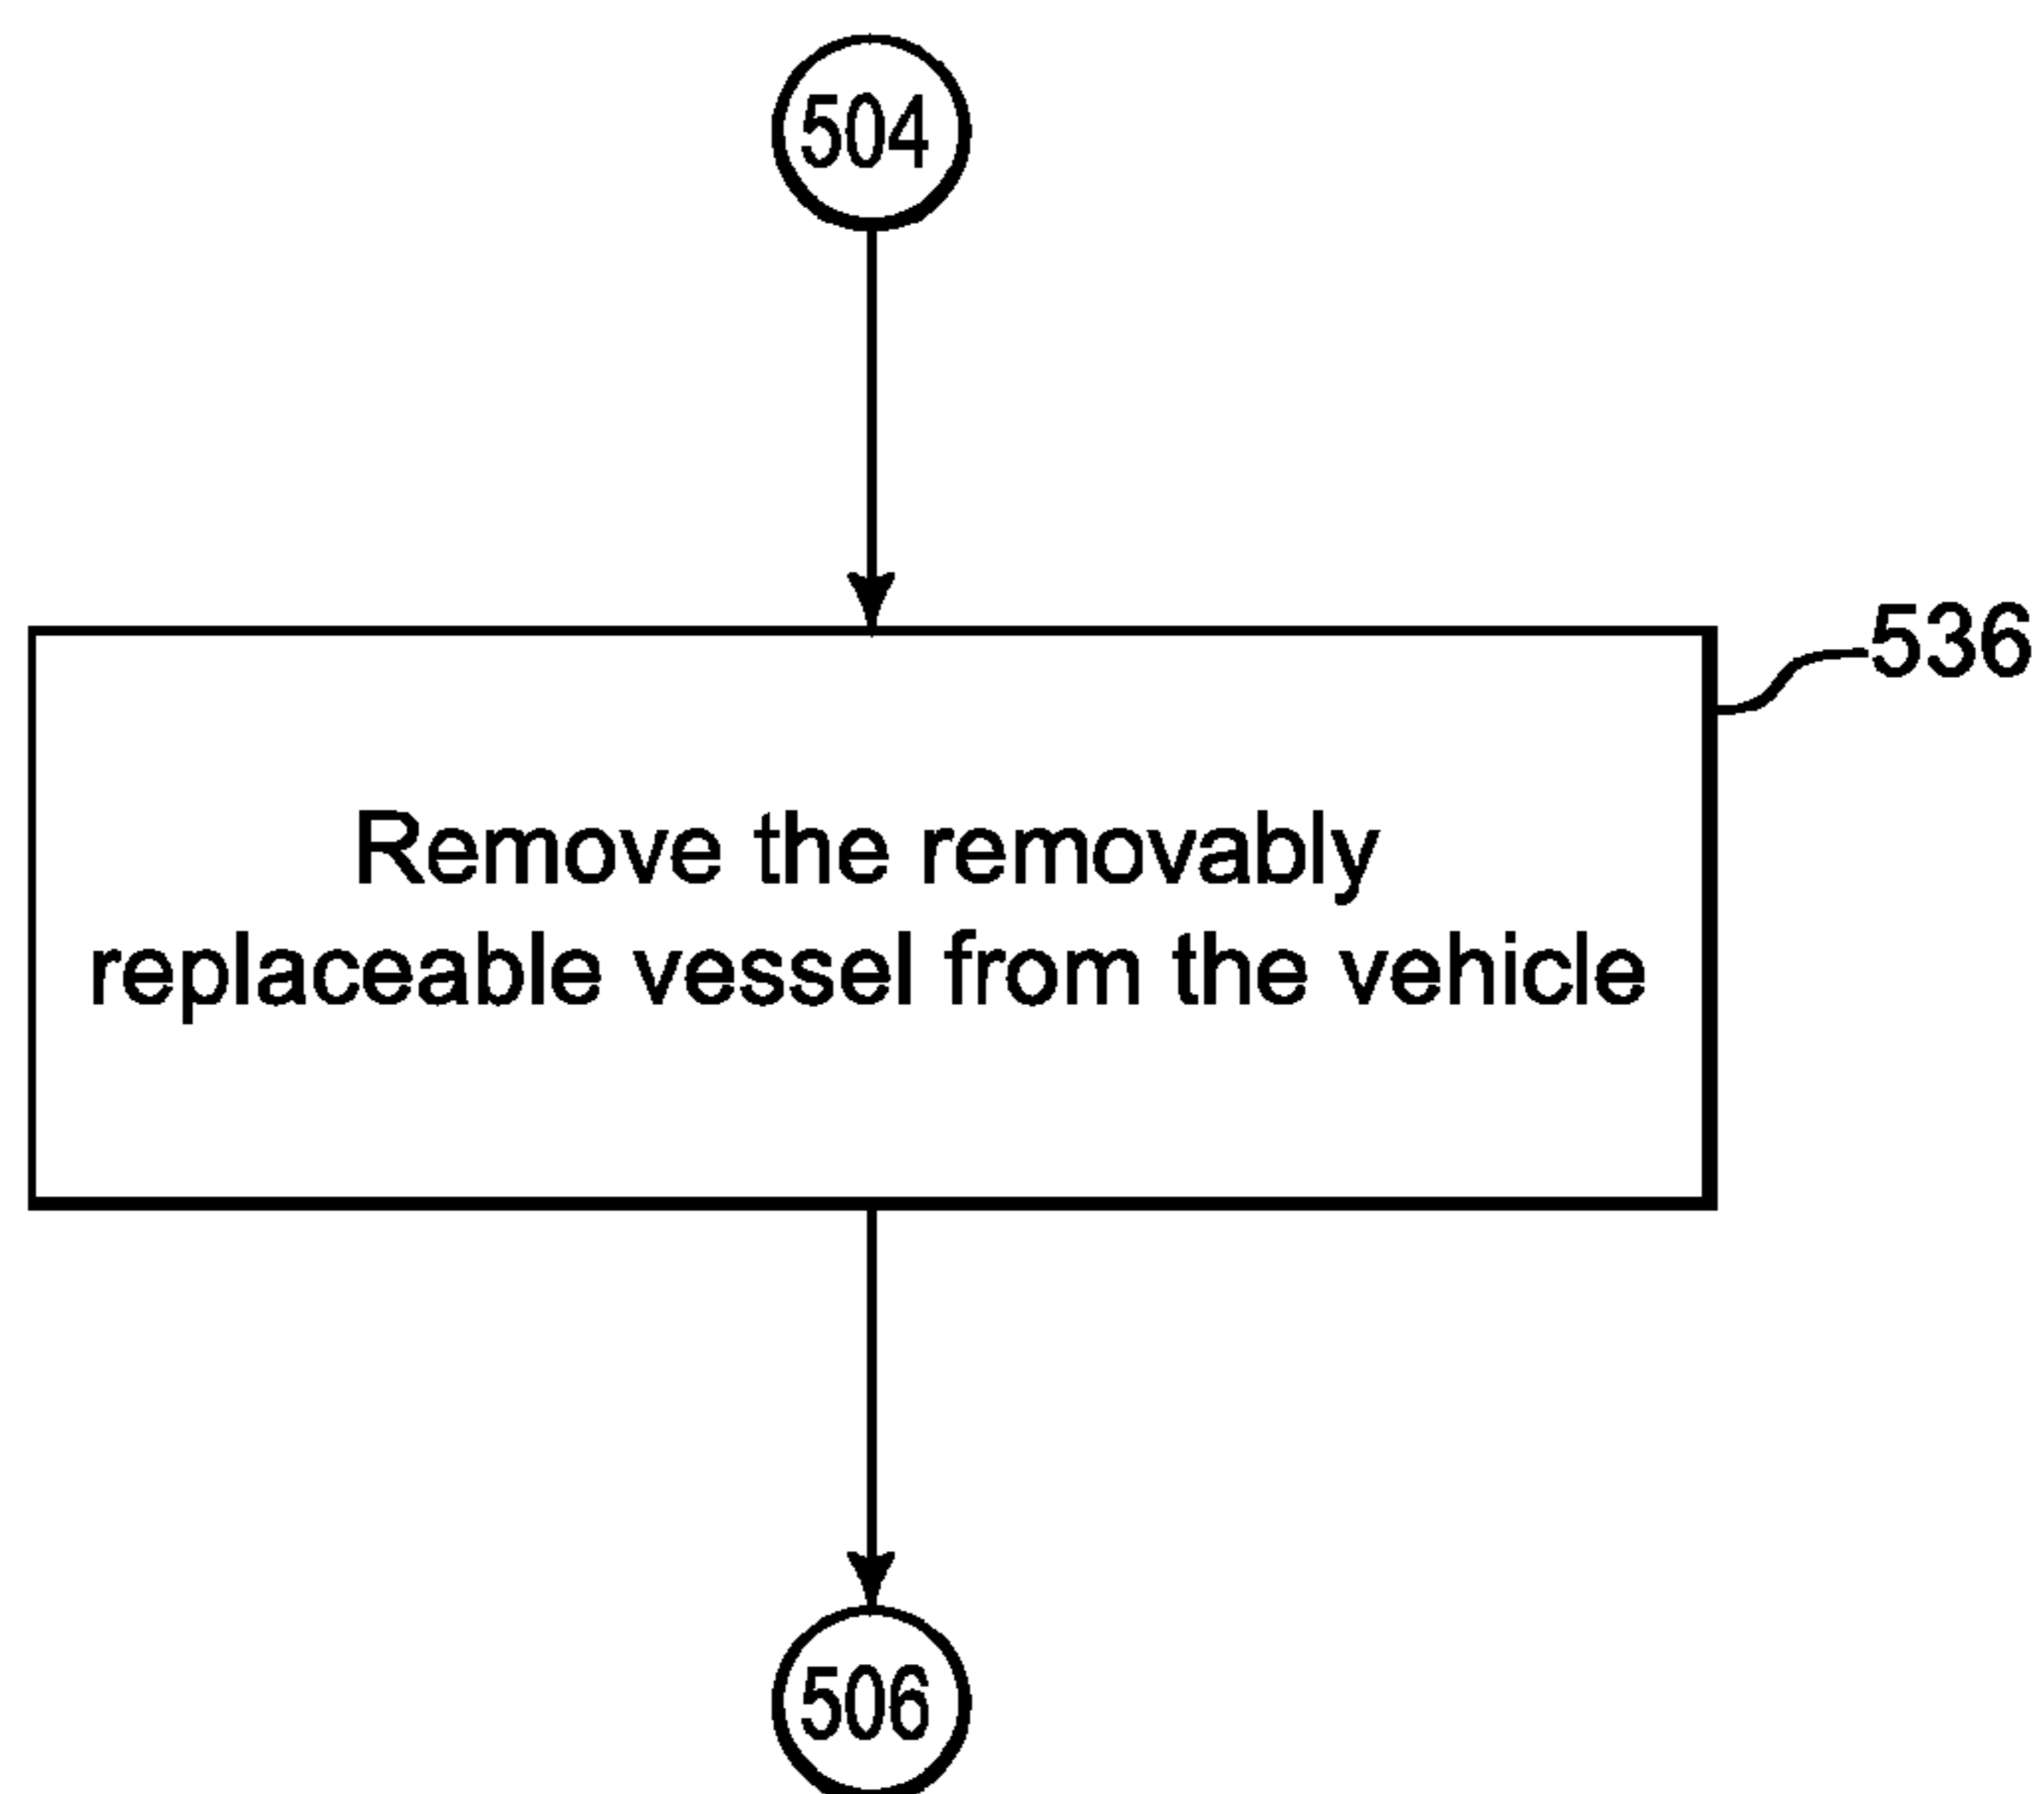 504
536
Remove the removably
replaceable vessel from the vehicle
506